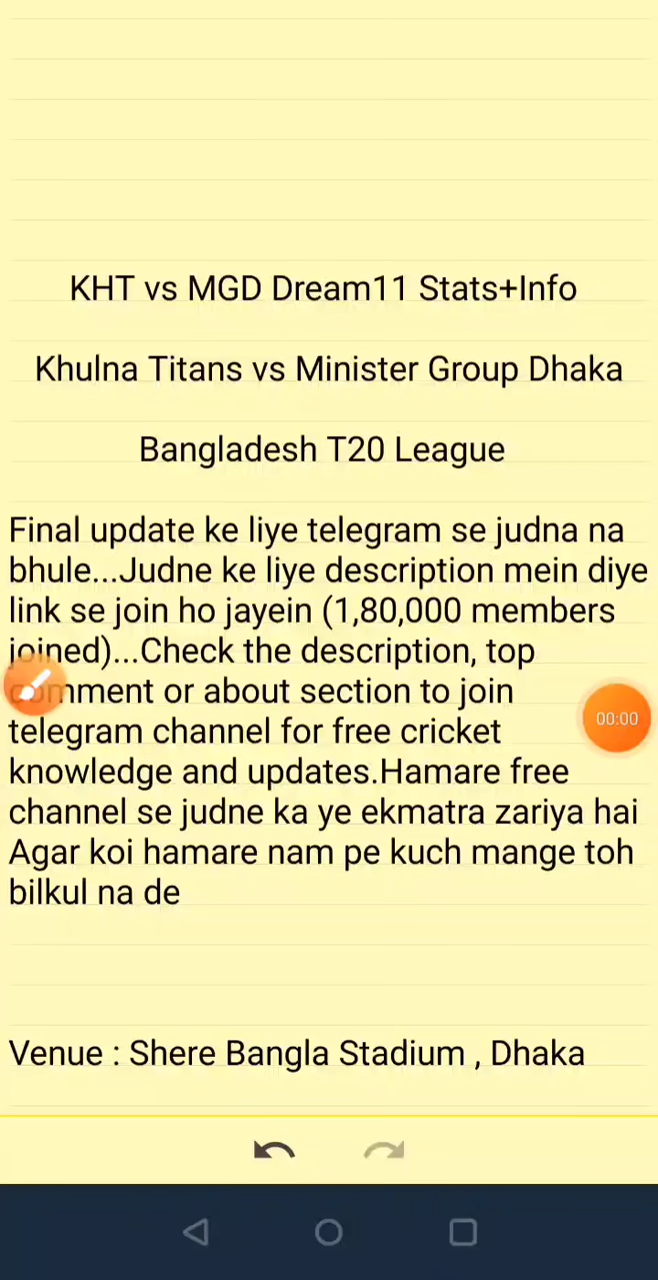 KHT vs MGD Dream11 Stats+Info
Khulna Titans vs Minister Group Dhaka
Bangladesh T20 League
Final update ke liye telegram se judna na
bhule...Judne ke liye description mein diye
link se join ho jayein (1,80,000 members
joined)...Check the description, top
comment or about section to join
telegram channel for free cricket
00:00
knowledge and updates.Hamare free
channel se judne ka ye ekmatra zariya hai
Agar koi hamare nam pe kuch mange toh
bilkul na de
Venue : Shere Bangla Stadium , Dhaka